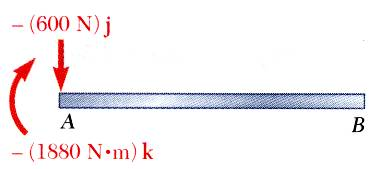 – (600 N) j
A
B
– (1880 N·m) k